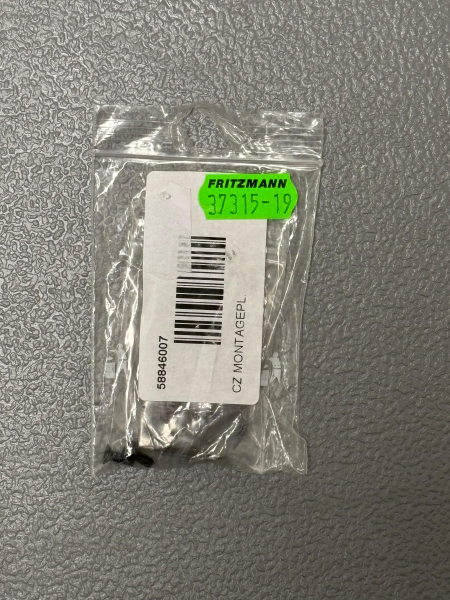 FRITZMANN
37315-19
58846007
CZ MONTAGEPL.